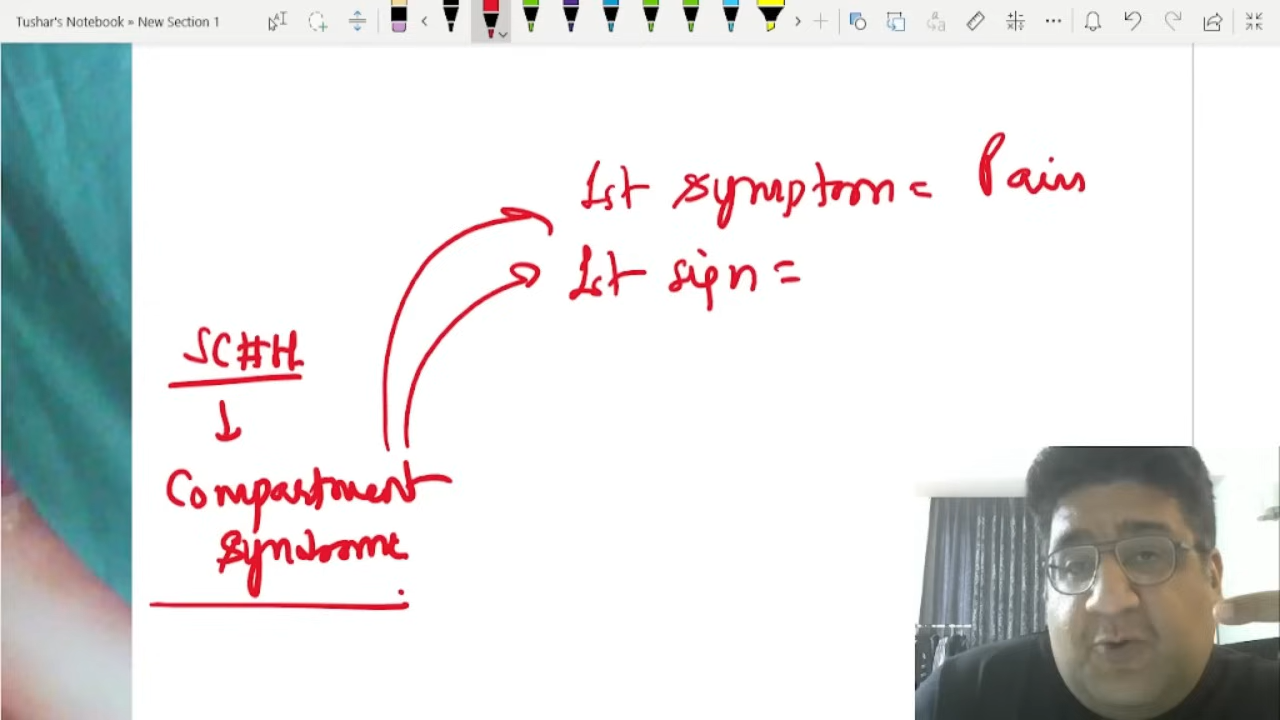 Tushar's Notebook » New Section 1
1st symptom = Pain
1st sign =
SC#H
↓
Compartment
syndrome